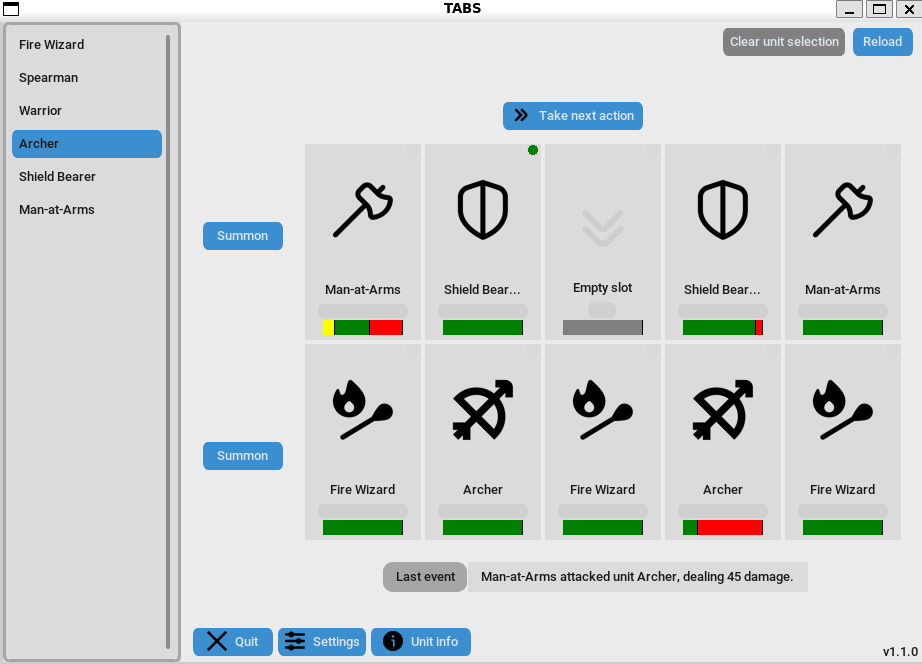 TABS
Fire Wizard
Spearman
Warrior
Archer
Shield Bearer
Man-at-Arms
Clear unit selection
Reload
Take next action
Summon
Man-at-Arms
Shield Bear...
Empty slot
Shield Bear...
Man-at-Arms
Summon
Fire Wizard
Archer
Fire Wizard
Archer
Fire Wizard
Last event
Man-at-Arms attacked unit Archer, dealing 45 damage.
Quit
Settings
Unit info
v1.1.0